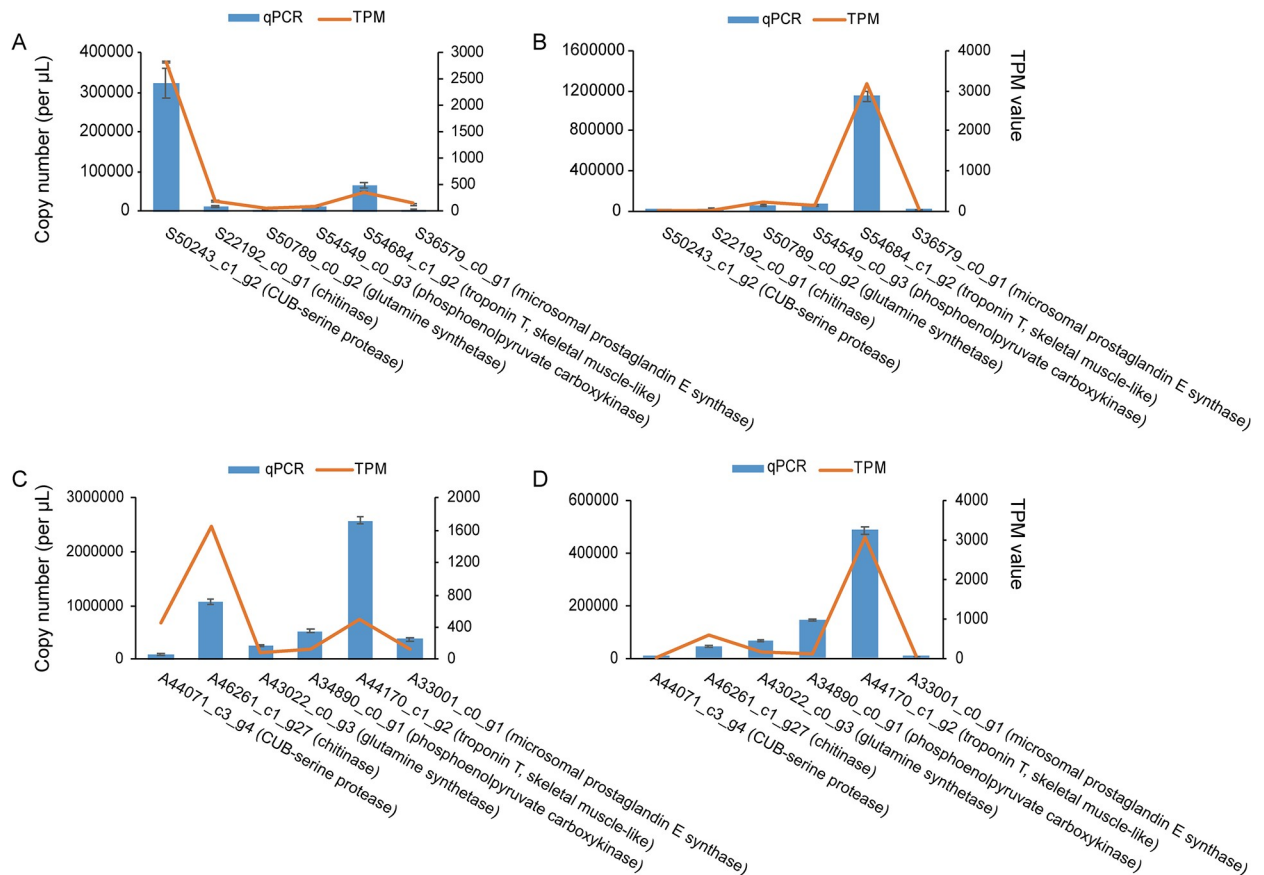 qPCR TPM
A
Copy number (per µL)
400000
300000
200000
100000
0
3000
2500
2000
1500
1000
500
0
S50243_c1_g2 (CUB-serine protease)
S22192_c0_g1 (chitinase)
S50789_c0_g2 (glutamine synthetase)
S54549_c0_g3 (phosphoenolpyruvate carboxykinase)
S54684_c1_g2 (troponin T, skeletal muscle-like)
S36579_c0_g1 (microsomal prostaglandin E synthase)
qPCR TPM
B
1600000
1200000
800000
400000
0
4000
3000
2000
1000
0
TPM value
S50243_c1_g2 (CUB-serine protease)
S22192_c0_g1 (chitinase)
S50789_c0_g2 (glutamine synthetase)
S54549_c0_g3 (phosphoenolpyruvate carboxykinase)
S54684_c1_g2 (troponin T, skeletal muscle-like)
S36579_c0_g1 (microsomal prostaglandin E synthase)
qPCR TPM
C
Copy number (per µL)
3000000
2000000
1000000
0
2000
1600
1200
800
400
0
A44071_c3_g4 (CUB-serine protease)
A46261_c1_g27 (chitinase)
A43022_c0_g3 (glutamine synthetase)
A34890_c0_g1 (phosphoenolpyruvate carboxykinase)
A44170_c1_g2 (troponin T, skeletal muscle-like)
A33001_c0_g1 (microsomal prostaglandin E synthase)
qPCR TPM
D
600000
400000
200000
0
4000
3000
2000
1000
0
TPM value
A44071_c3_g4 (CUB-serine protease)
A46261_c1_g27 (chitinase)
A43022_c0_g3 (glutamine synthetase)
A34890_c0_g1 (phosphoenolpyruvate carboxykinase)
A44170_c1_g2 (troponin T, skeletal muscle-like)
A33001_c0_g1 (microsomal prostaglandin E synthase)